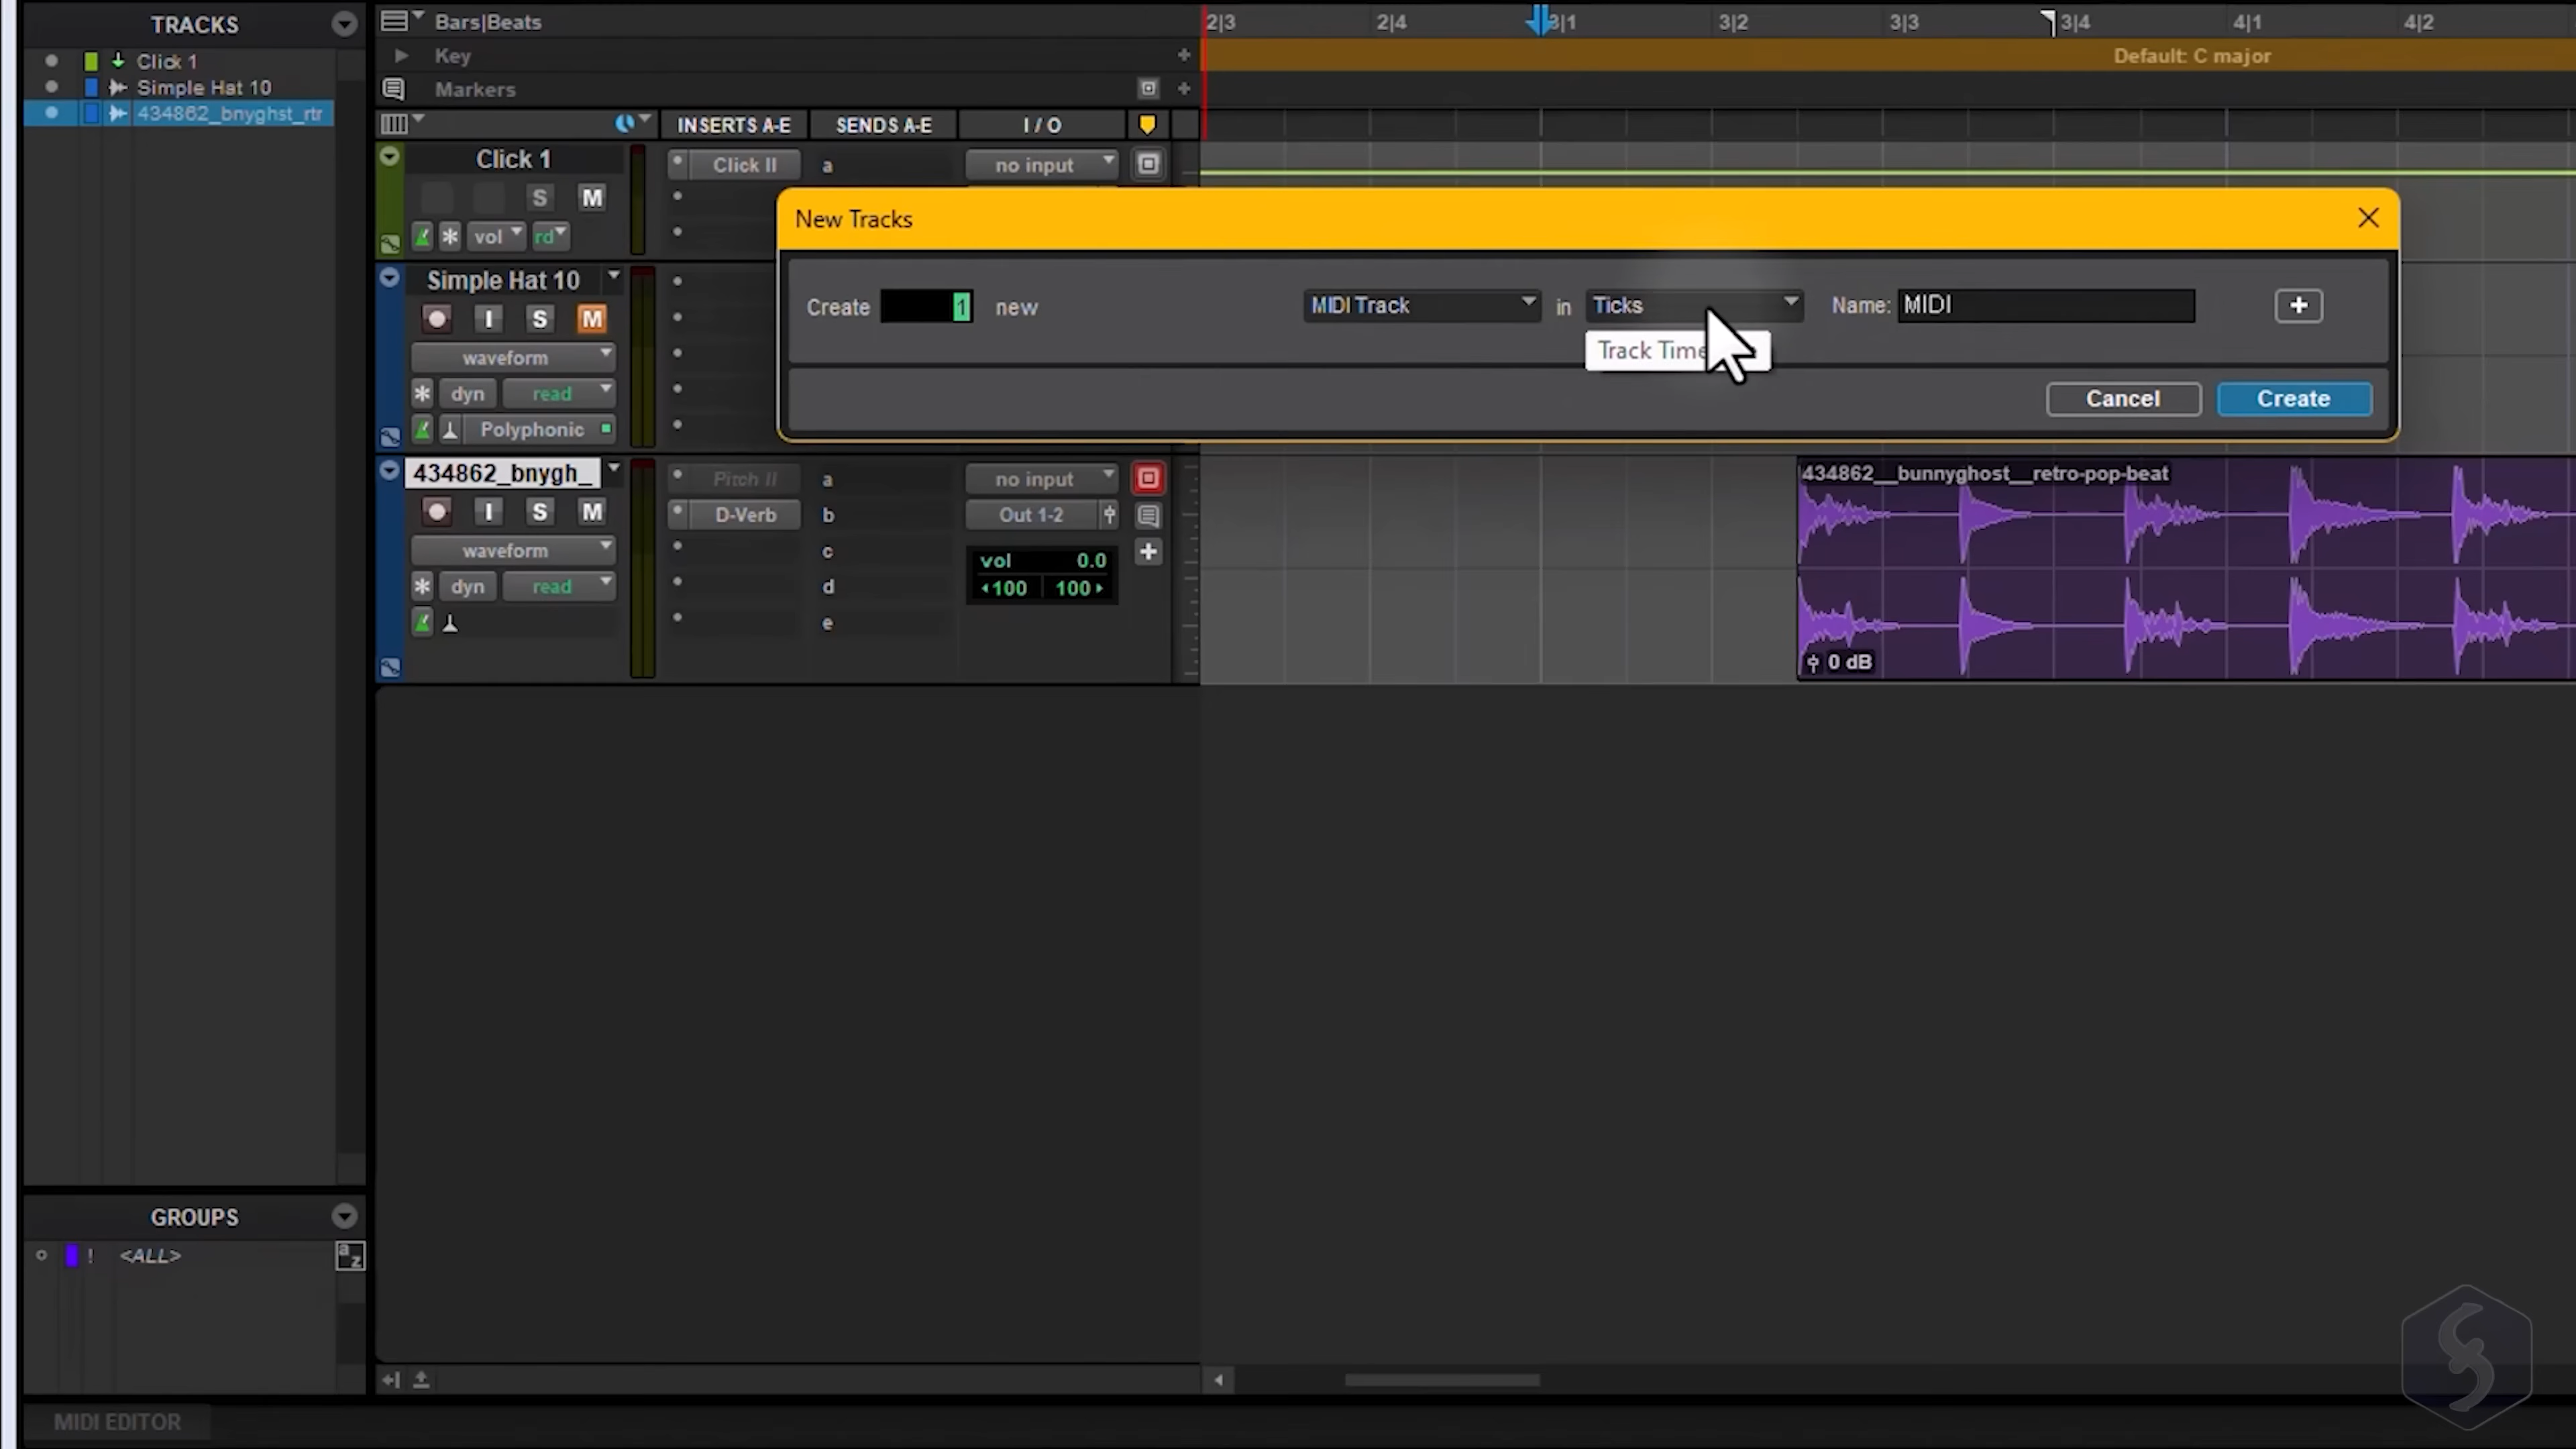 TRACKS
Click 1
Simple Hat 10
434862_bnyghst_rtr
Bars|Beats
Key
Markers
2|3 2|4 3|1 3|2 3|3 3|4 4|1 4|2
Default: C major
INSERTS A-E SENDS A-E I / O
Click 1
S M
vol rd
Click II a no input
New Tracks
Create 1 new MIDI Track in Ticks Name: MIDI +
Track Time
Cancel Create
Simple Hat 10
I S M
waveform
dyn read
Polyphonic
434862_bnygh_
I S M
waveform
dyn read
Pitch II a no input
D-Verb b Out 1-2
c
d
e
vol 0.0
100 100
434862__bunnyghost__retro-pop-beat
0 dB
GROUPS
! <ALL>
a z
MIDI EDITOR